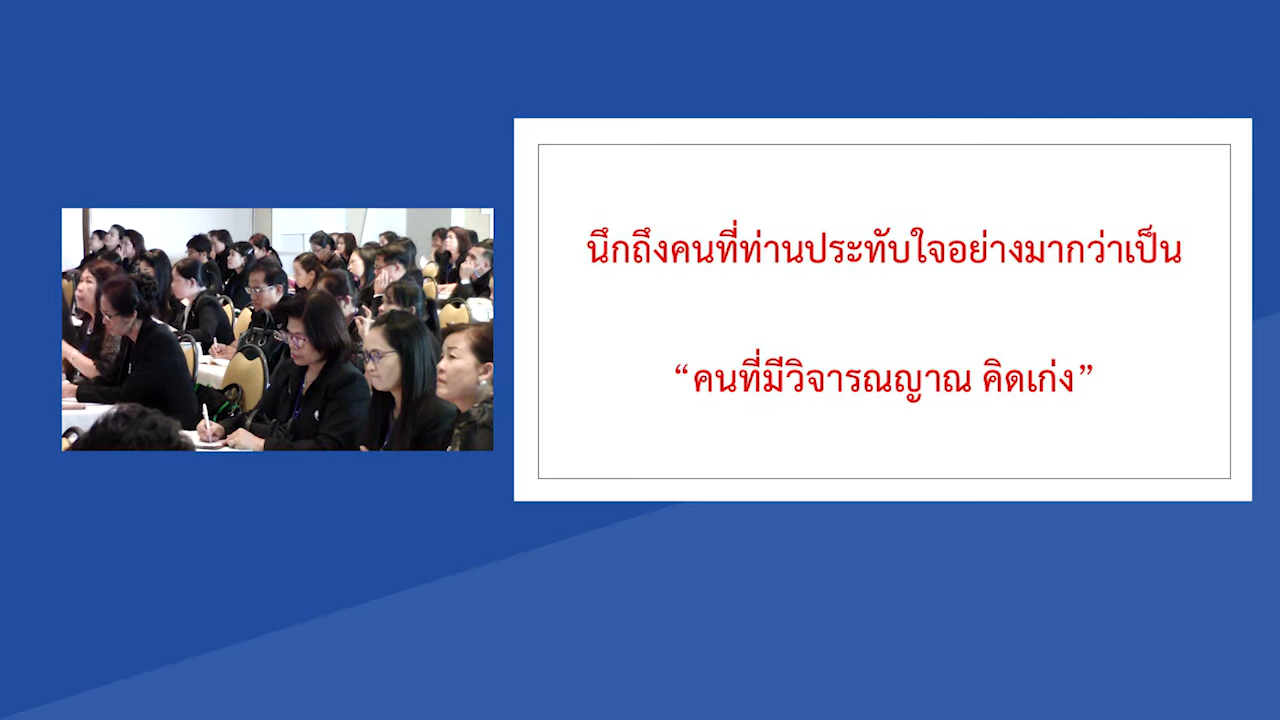 นึกถึงคนที่ท่านประทับใจอย่างมากว่าเป็น
“คนที่มีวิจารณญาณ คิดเก่ง”